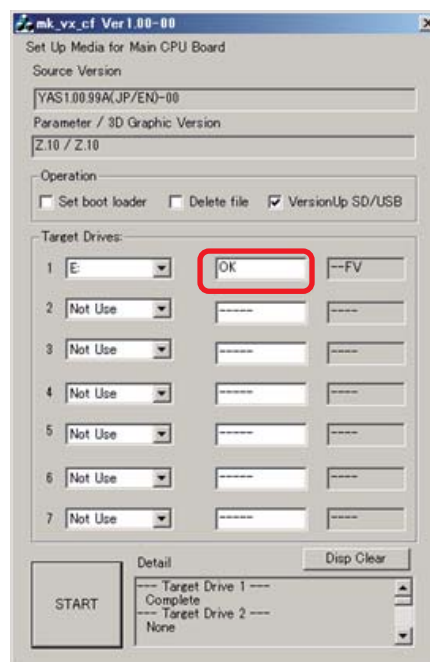 mk_vx_cf Ver1.00-00
Set Up Media for Main CPU Board
Source Version
YAS1.00.99A(JP/EN)-00
Parameter / 3D Graphic Version
Z.10 / Z.10
Operation
Set boot loader Delete file VersionUp SD/USB
Target Drives:
1 E: OK --FV
2 Not Use ----- ----
3 Not Use ----- ----
4 Not Use ----- ----
5 Not Use ----- ----
6 Not Use ----- ----
7 Not Use ----- ----
Detail Disp Clear
START
--- Target Drive 1 ---
Complete
--- Target Drive 2 ---
None